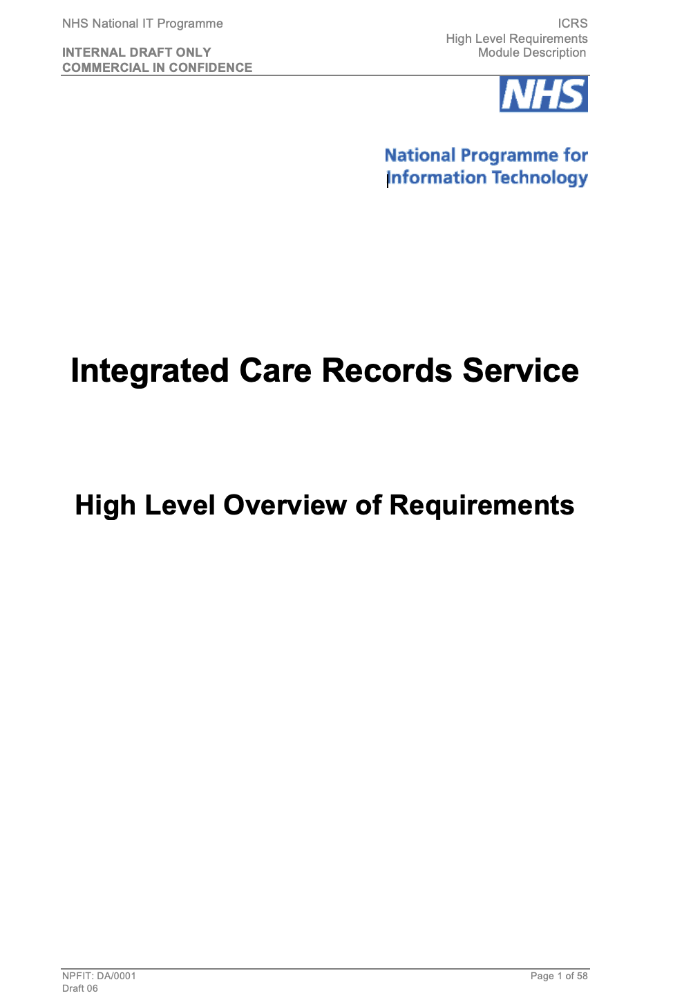 NHS National IT Programme
ICRS
High Level Requirements
INTERNAL DRAFT ONLY
Module Description
COMMERCIAL IN CONFIDENCE
NHS
National Programme for
Information Technology
Integrated Care Records Service
High Level Overview of Requirements
NPFIT: DA/0001
Page 1 of 58
Draft 06